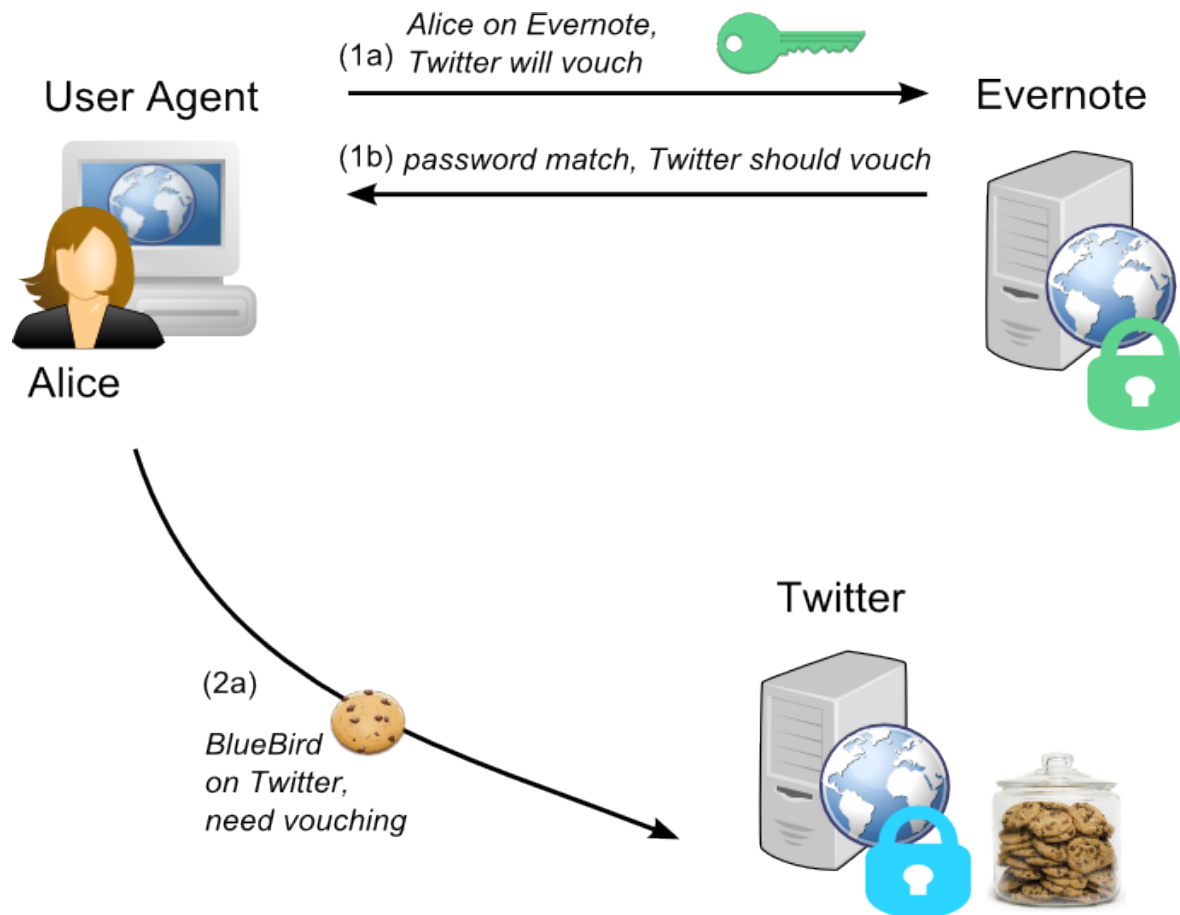 Alice on Evernote,
(1a) Twitter will vouch
User Agent
Evernote
(1b) password match, Twitter should vouch
Alice
Twitter
(2a)
BlueBird
on Twitter,
need vouching